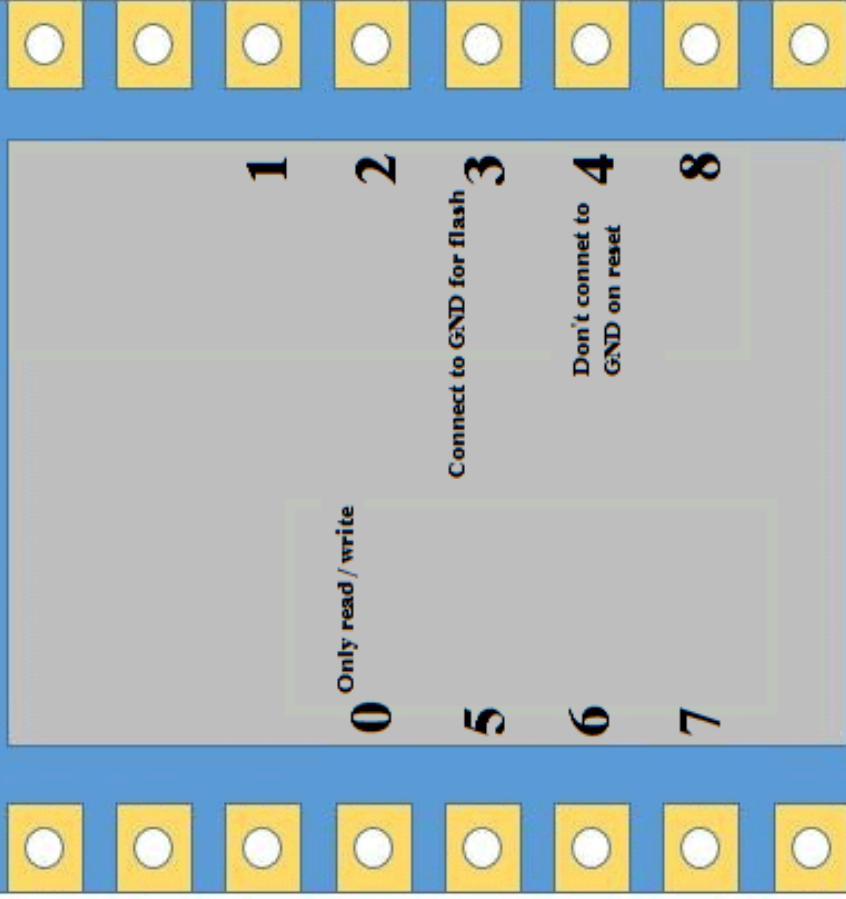 1
2
3
4
8
Connect to GND for flash
Don't connet to
GND on reset
Only read / write
0
5
6
7